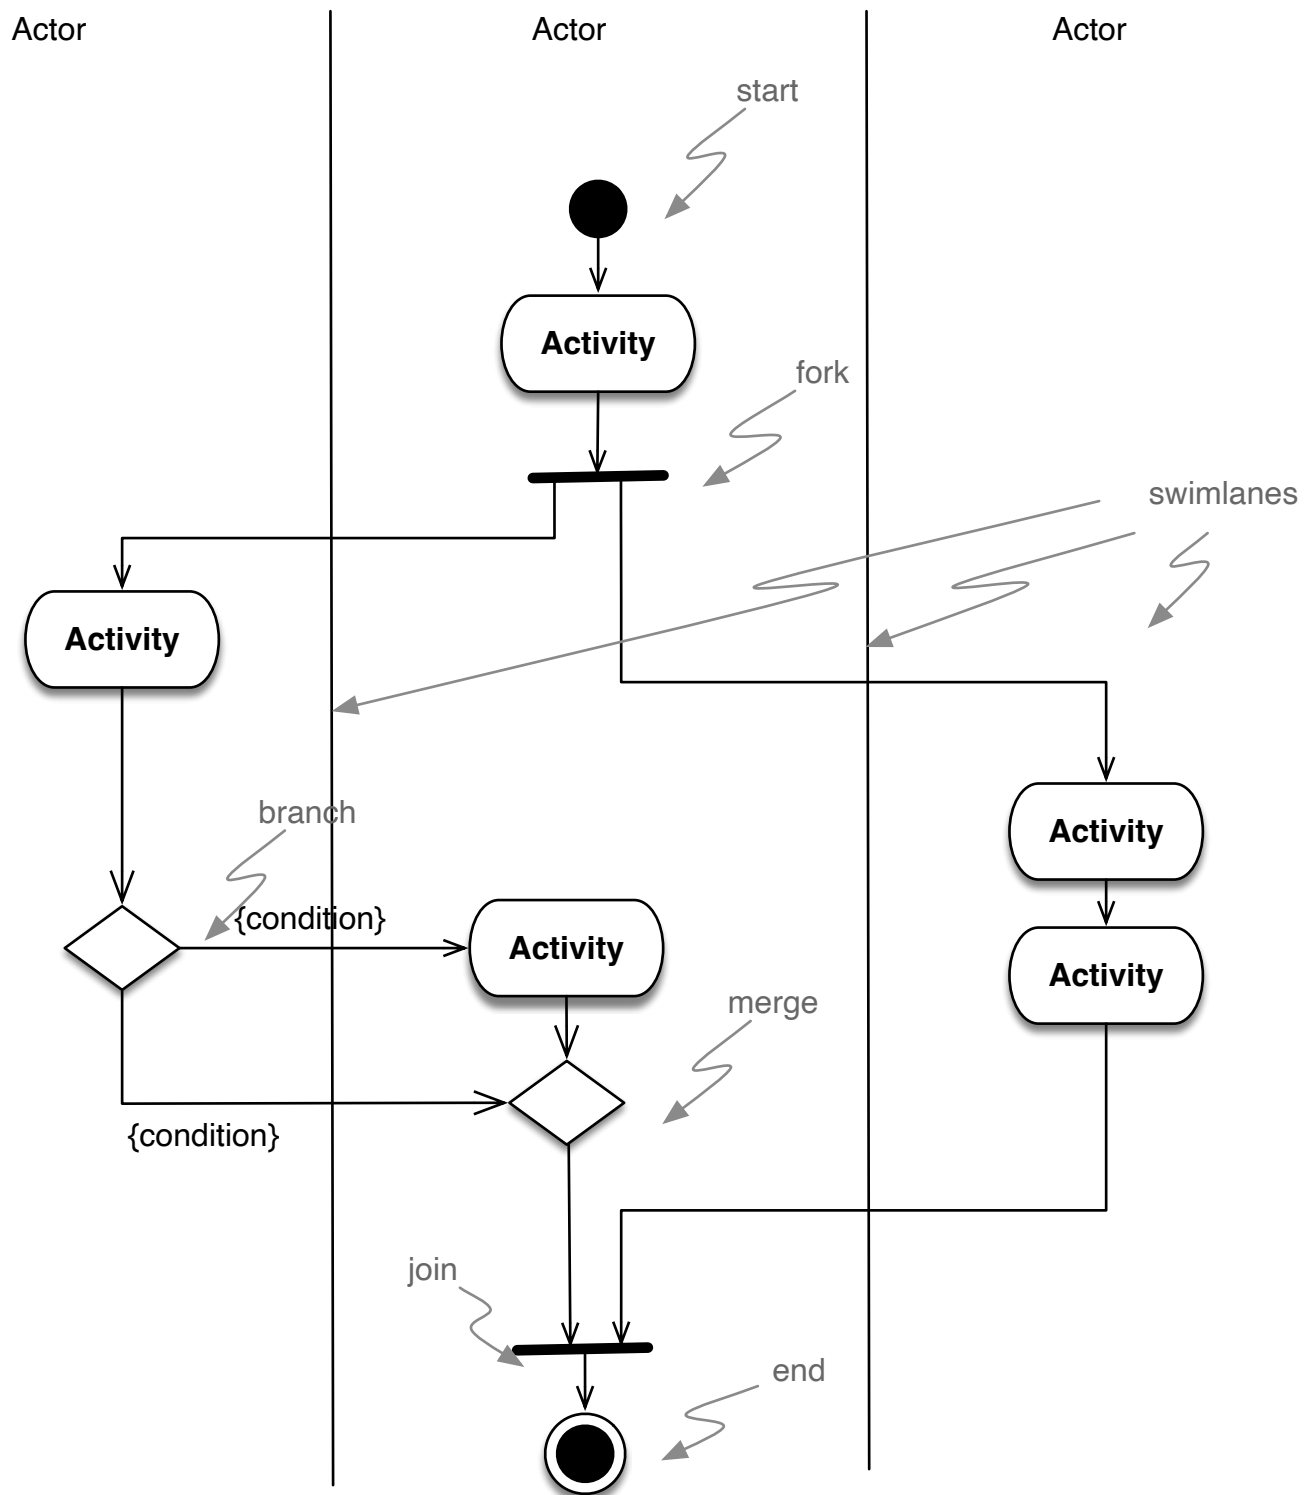 Actor
Actor
Actor
start
Activity
fork
swimlanes
Activity
branch
Activity
{condition}
Activity
Activity
merge
{condition}
join
end